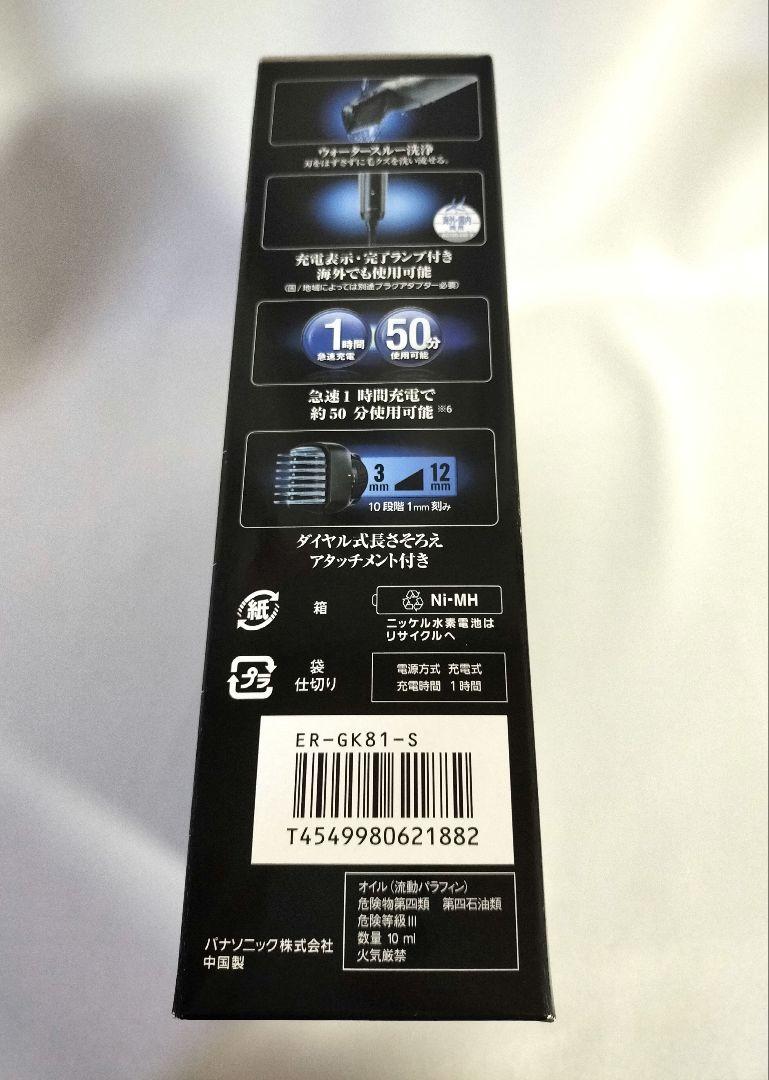 ウォータースルー洗浄
刃をはずさずに毛クズを洗い流せる。
海外・国内
両用
充電表示・完了ランプ付き
海外でも使用可能
(国/地域によっては別途プラグアダプター必要)
1時間
急速充電
50分
使用可能
急速1時間充電で
約50分使用可能※6
3mm
12mm
10段階1mm刻み
ダイヤル式長さそろえ
アタッチメント付き
紙
箱
Ni-MH
ニッケル水素電池は
リサイクルへ
プラ
袋
仕切り
電源方式 充電式
充電時間 1時間
ER-GK81-S
T4549980621882
オイル(流動パラフィン)
危険物第四類 第四石油類
危険等級III
数量 10 ml
火気厳禁
パナソニック株式会社
中国製